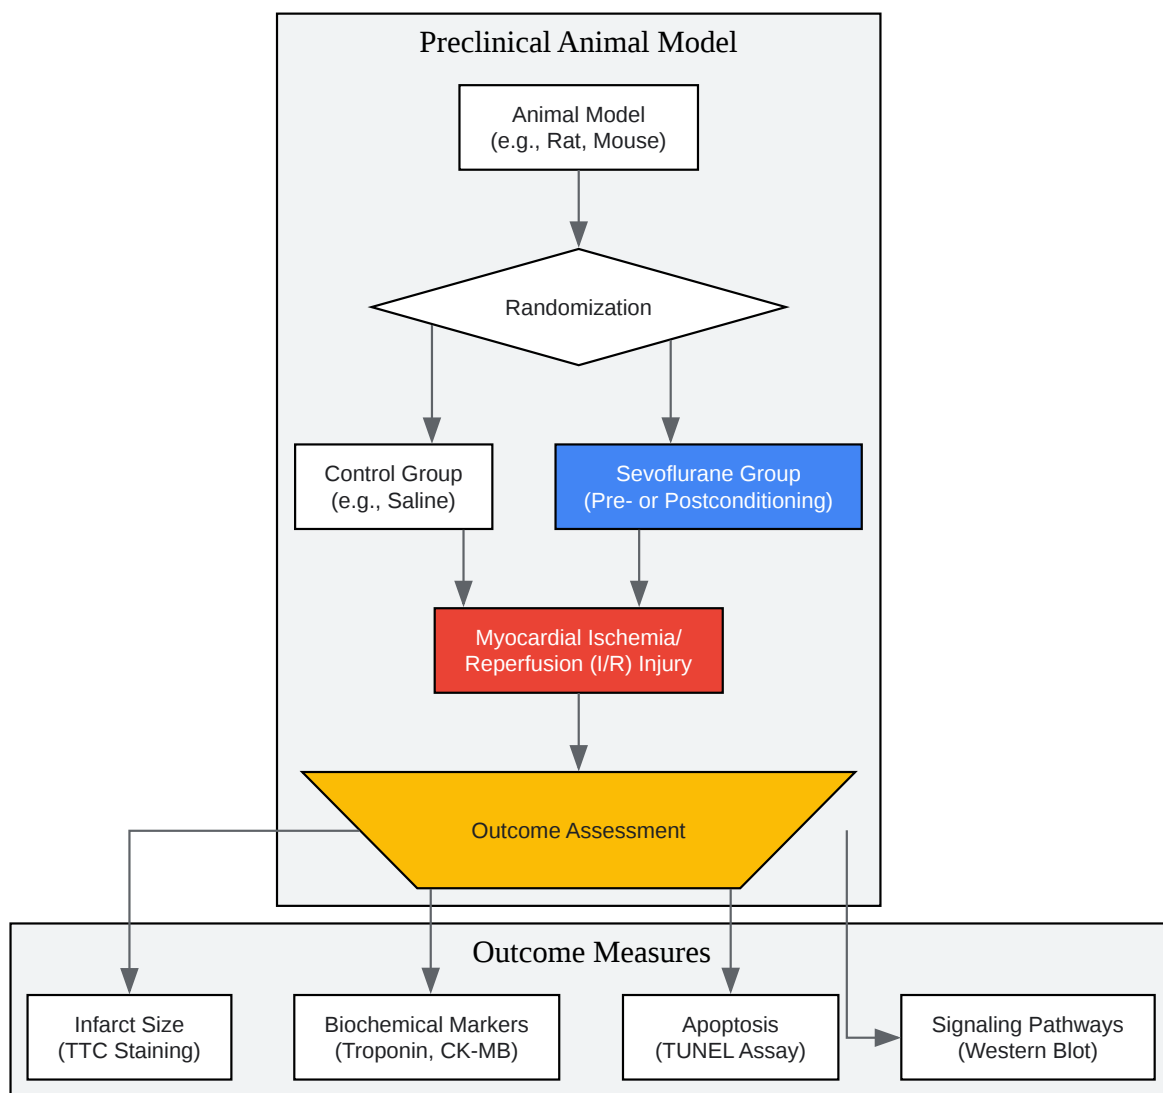 Preclinical Animal Model
Animal Model
(e.g., Rat, Mouse)
Randomization
Control Group
(e.g., Saline)
Sevoflurane Group
(Pre- or Postconditioning)
Myocardial Ischemia/
Reperfusion (I/R) Injury
Outcome Assessment
Outcome Measures
Infarct Size
(TTC Staining)
Biochemical Markers
(Troponin, CK-MB)
Apoptosis
(TUNEL Assay)
Signaling Pathways
(Western Blot)